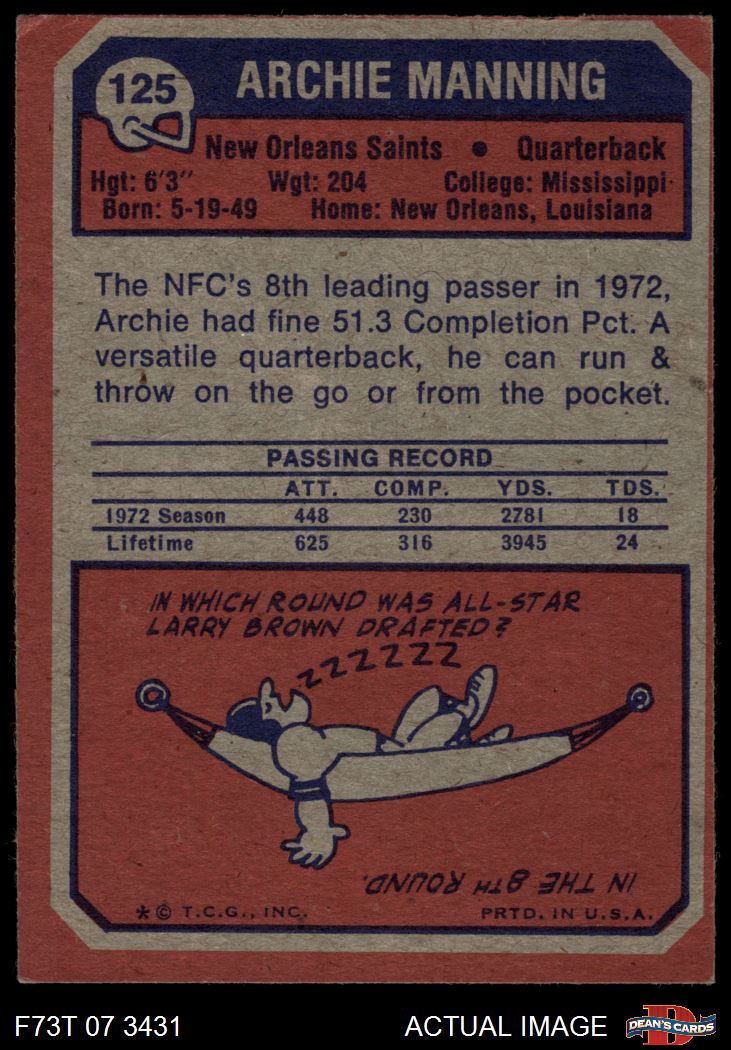 125
ARCHIE MANNING
New Orleans Saints • Quarterback
Hgt: 6'3" Wgt: 204 College: Mississippi
Born: 5-19-49 Home: New Orleans, Louisiana
The NFC's 8th leading passer in 1972,
Archie had fine 51.3 Completion Pct. A
versatile quarterback, he can run &
throw on the go or from the pocket.
PASSING RECORD
ATT. COMP. YDS. TDS.
1972 Season 448 230 2781 18
Lifetime 625 316 3945 24
IN WHICH ROUND WAS ALL-STAR
LARRY BROWN DRAFTED?
ZZZZZZZ
IN THE 8TH ROUND.
* © T.C.G., INC. PRTD. IN U.S.A.
F73T 07 3431 ACTUAL IMAGE
D
DEAN'S CARDS